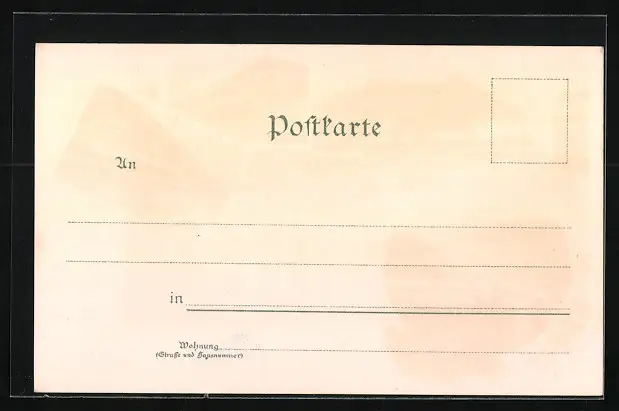 Postkarte
An
in
Wohnung
(Straße und Hausnummer)